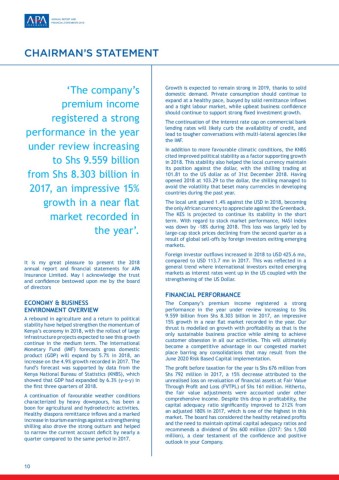 APA
INSURANCE
ANNUAL REPORT AND
FINANCIAL STATEMENTS 2018
CHAIRMAN'S STATEMENT
'The company's
premium income
registered a strong
performance in the year
under review increasing
to Shs 9.559 billion
from Shs 8.303 billion in
2017, an impressive 15%
growth in a near flat
market recorded in
the year'.
It is my great pleasure to present the 2018
annual report and financial statements for APA
Insurance Limited. May I acknowledge the trust
and confidence bestowed upon me by the board
of directors
ECONOMY & BUSINESS
ENVIRONMENT OVERVIEW
A rebound in agriculture and a return to political
stability have helped strengthen the momentum of
Kenya's economy in 2018, with the rollout of large
infrastructure projects expected to see this growth
continue in the medium term. The International
Monetary Fund (IMF) forecasts gross domestic
product (GDP) will expand by 5.7% in 2018, an
increase on the 4.9% growth recorded in 2017. The
fund's forecast was supported by data from the
Kenya National Bureau of Statistics (KNBS), which
showed that GDP had expanded by 6.3% (y-o-y) in
the first three quarters of 2018.
A continuation of favourable weather conditions
characterized by heavy downpours, has been a
boon for agricultural and hydroelectric activities.
Healthy diaspora remittance inflows and a marked
increase in tourism earnings against a strengthening
shilling also drove the strong outturn and helped
to narrow the current account deficit by nearly a
quarter compared to the same period in 2017.
Growth is expected to remain strong in 2019, thanks to solid
domestic demand. Private consumption should continue to
expand at a healthy pace, buoyed by solid remittance inflows
and a tight labour market, while upbeat business confidence
should continue to support strong fixed investment growth.
The continuation of the interest rate cap on commercial bank
lending rates will likely curb the availability of credit, and
lead to tougher conversations with multi-lateral agencies like
the IMF.
In addition to more favourable climatic conditions, the KNBS
cited improved political stability as a factor supporting growth
in 2018. This stability also helped the local currency maintain
its position against the dollar, with the shilling trading at
101.81 to the US dollar as of 31st December 2018. Having
opened 2018 at 103.29 to the dollar, the shilling managed to
avoid the volatility that beset many currencies in developing
countries during the past year.
The local unit gained 1.4% against the USD in 2018, becoming
the only African currency to appreciate against the Greenback.
The KES is projected to continue its stability in the short
term. With regard to stock market performance, NASI index
was down by -18% during 2018. This loss was largely led by
large-cap stock prices declining from the second quarter as a
result of global sell-offs by foreign investors exiting emerging
markets.
Foreign investor outflows increased in 2018 to USD 425.6 mn,
compared to USD 113.7 mn in 2017. This was reflected in a
general trend where international investors exited emerging
markets as interest rates went up in the US coupled with the
strengthening of the US Dollar.
FINANCIAL PERFORMANCE
The Company's premium income registered a strong
performance in the year under review increasing to Shs
9.559 billion from Shs 8.303 billion in 2017, an impressive
15% growth in a near flat market recorded in the year. Our
thrust is modelled on growth with profitability as that is the
only sustainable business practice while aiming to achieve
customer obsession in all our activities. This will ultimately
became a competitive advantage in our congested market
place barring any consolidations that may result from the
June 2020 Risk Based Capital implementation.
The profit before taxation for the year is Shs 676 million from
Shs 792 million in 2017, a 15% decrease attributed to the
unrealised loss on revaluation of financial assets at Fair Value
Through Profit and Loss (FVTPL) of Shs 161 million. Hitherto,
the fair value adjustments were accounted under other
comprehensive income. Despite this drop in profitability, the
capital adequacy ratio significantly improved to 212% from
an adjusted 180% in 2017, which is one of the highest in this
market. The board has considered the healthy retained profits
and the need to maintain optimal capital adequacy ratios and
recommends a dividend of Shs 600 million (2017: Shs 1,500
million), a clear testament of the confidence and positive
outlook in your Company.
10